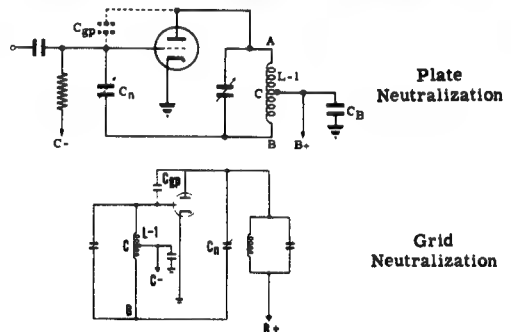 Cgp
A
L-1
Plate
Neutralization
Cn
C
CB
C-
B
B+
Cgp
L-1
C
Cn
Grid
Neutralization
C-
B
B+